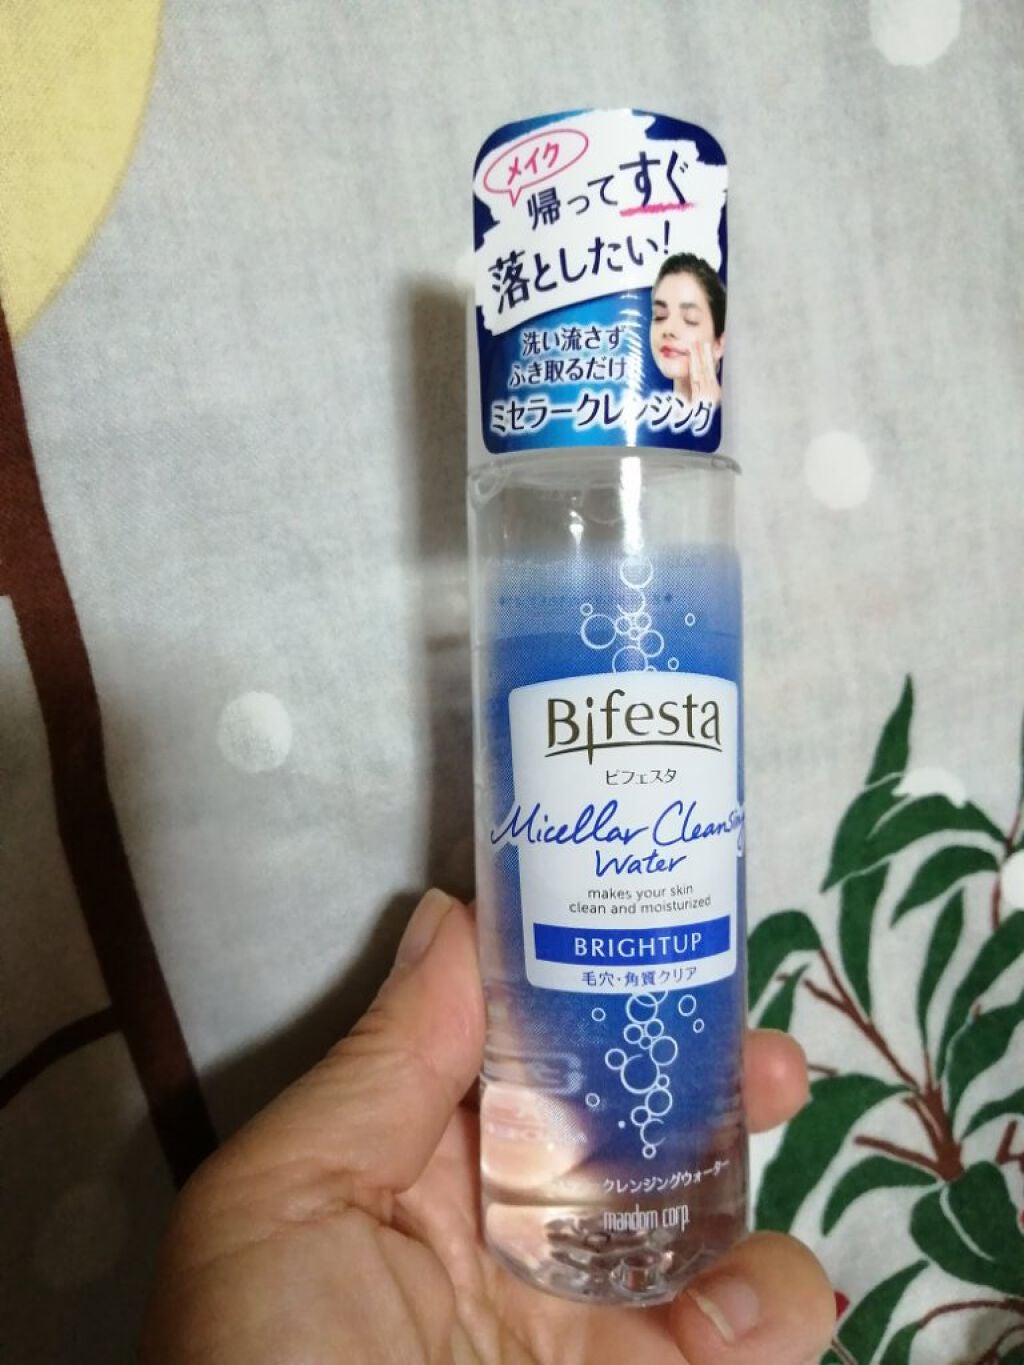 メイク
帰ってすぐ
落としたい!
洗い流さず
ふき取るだけ
ミセラークレンジング
Bifesta
ビフェスタ
Micellar Cleansing
Water
makes your skin
clean and moisturized
BRIGHTUP
毛穴・角質クリア
クレンジングウォーター
mandom corp.